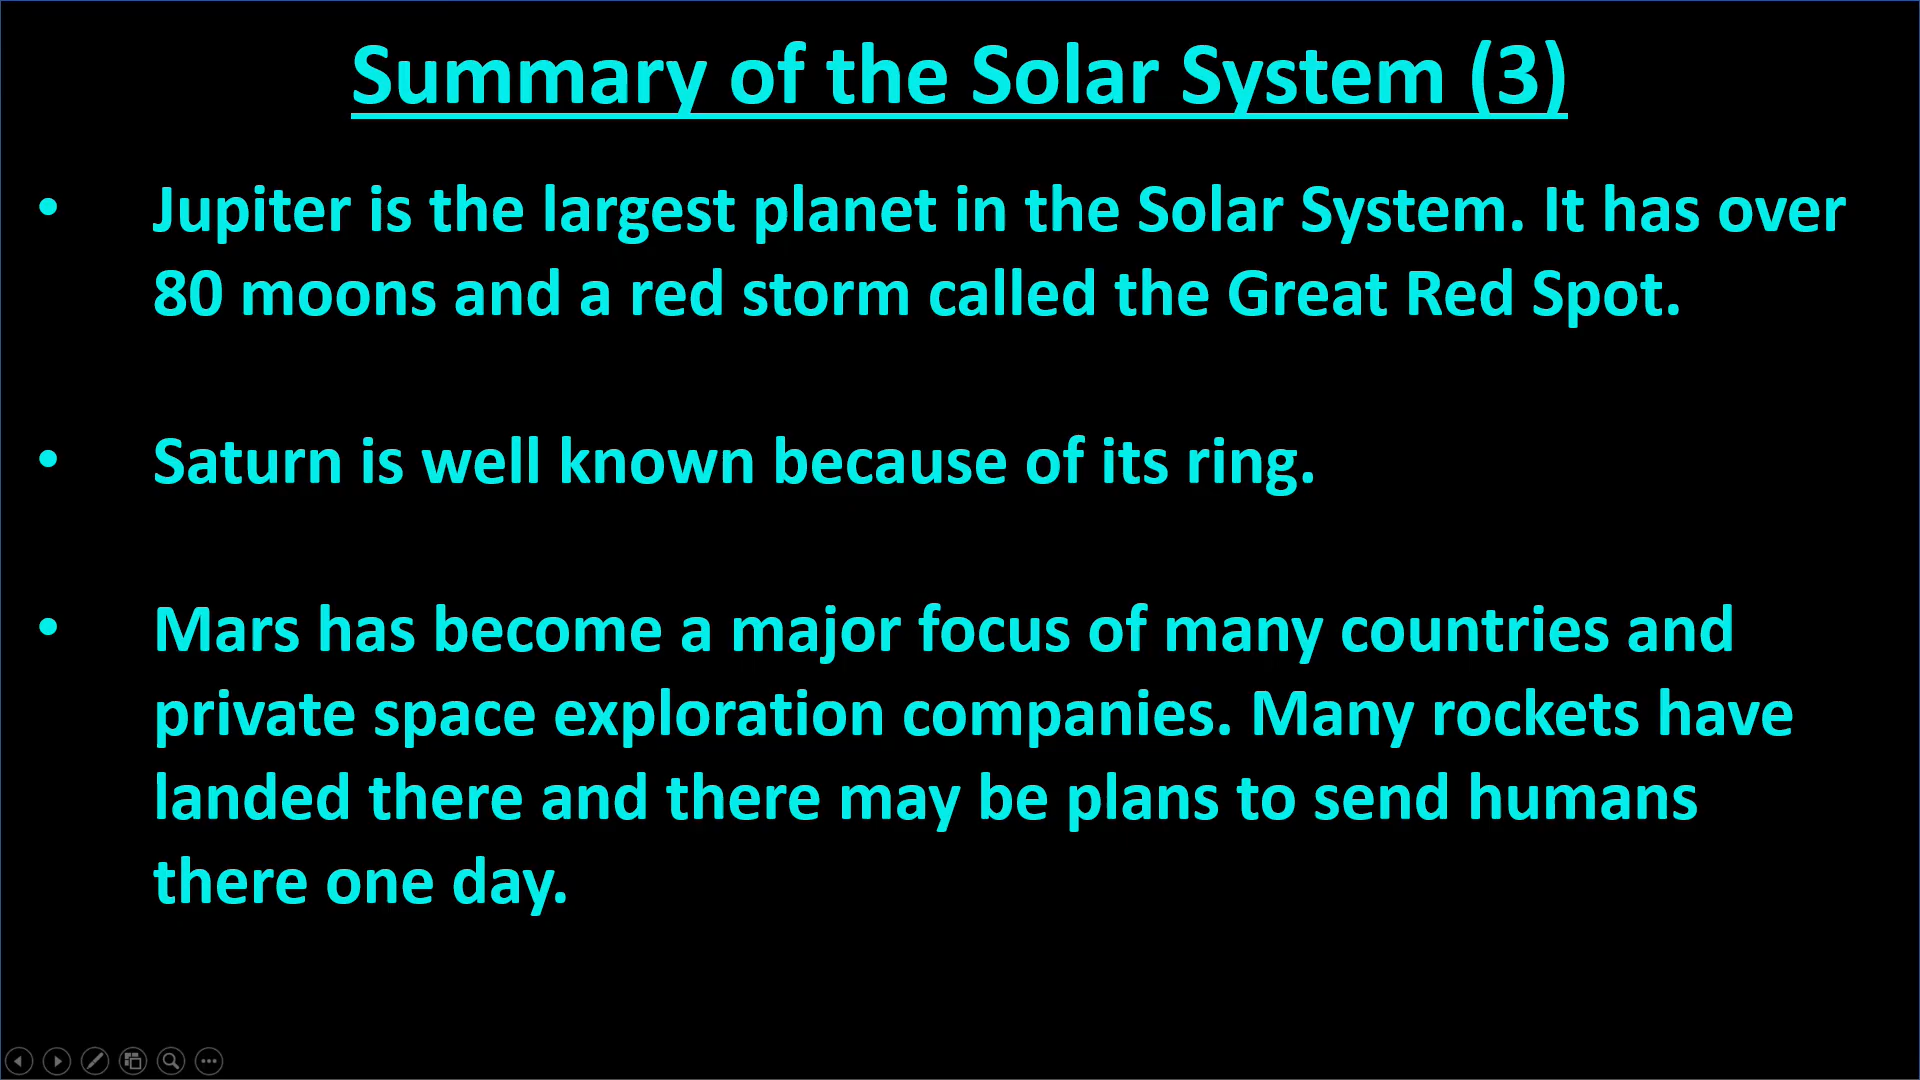 Summary of the Solar System (3)
• Jupiter is the largest planet in the Solar System. It has over
80 moons and a red storm called the Great Red Spot.
• Saturn is well known because of its ring.
• Mars has become a major focus of many countries and
private space exploration companies. Many rockets have
landed there and there may be plans to send humans
there one day.